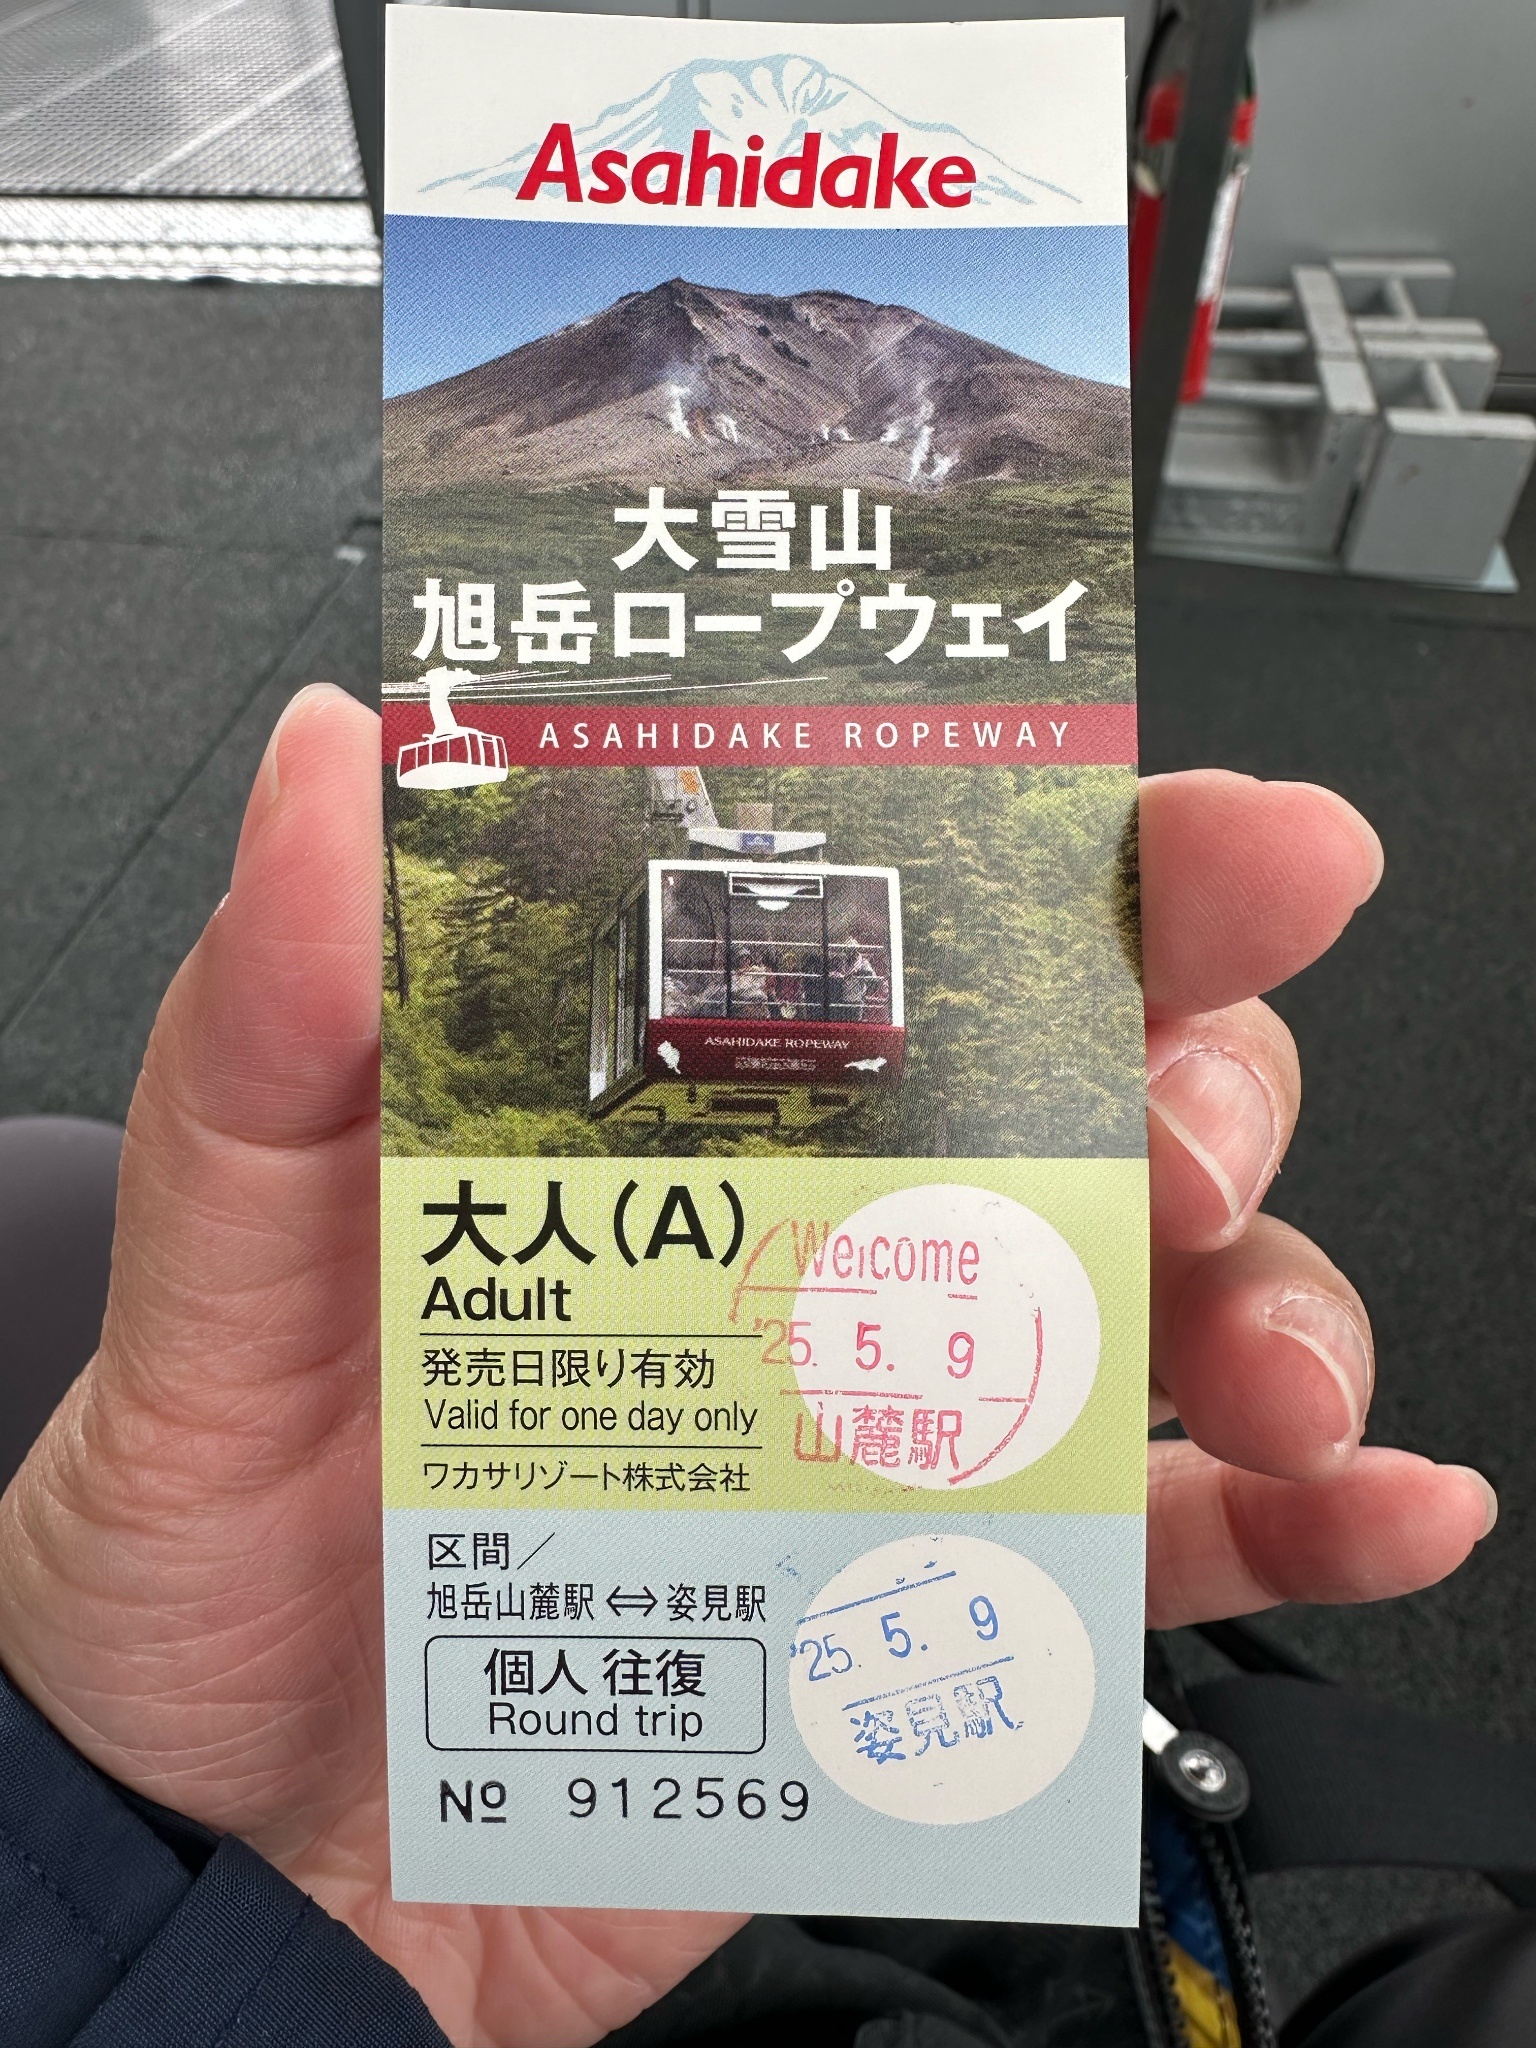 Asahidake
大雪山
旭岳ロープウェイ
ASAHIDAKE ROPEWAY
ASAHIDAKE ROPEWAY
大人(A)
Adult
発売日限り有効
Valid for one day only
ワカサリゾート株式会社
Welcome
'25. 5. 9
山麓駅
区間／
旭岳山麓駅⇔姿見駅
個人 往復
Round trip
№ 912569
'25. 5. 9
姿見駅